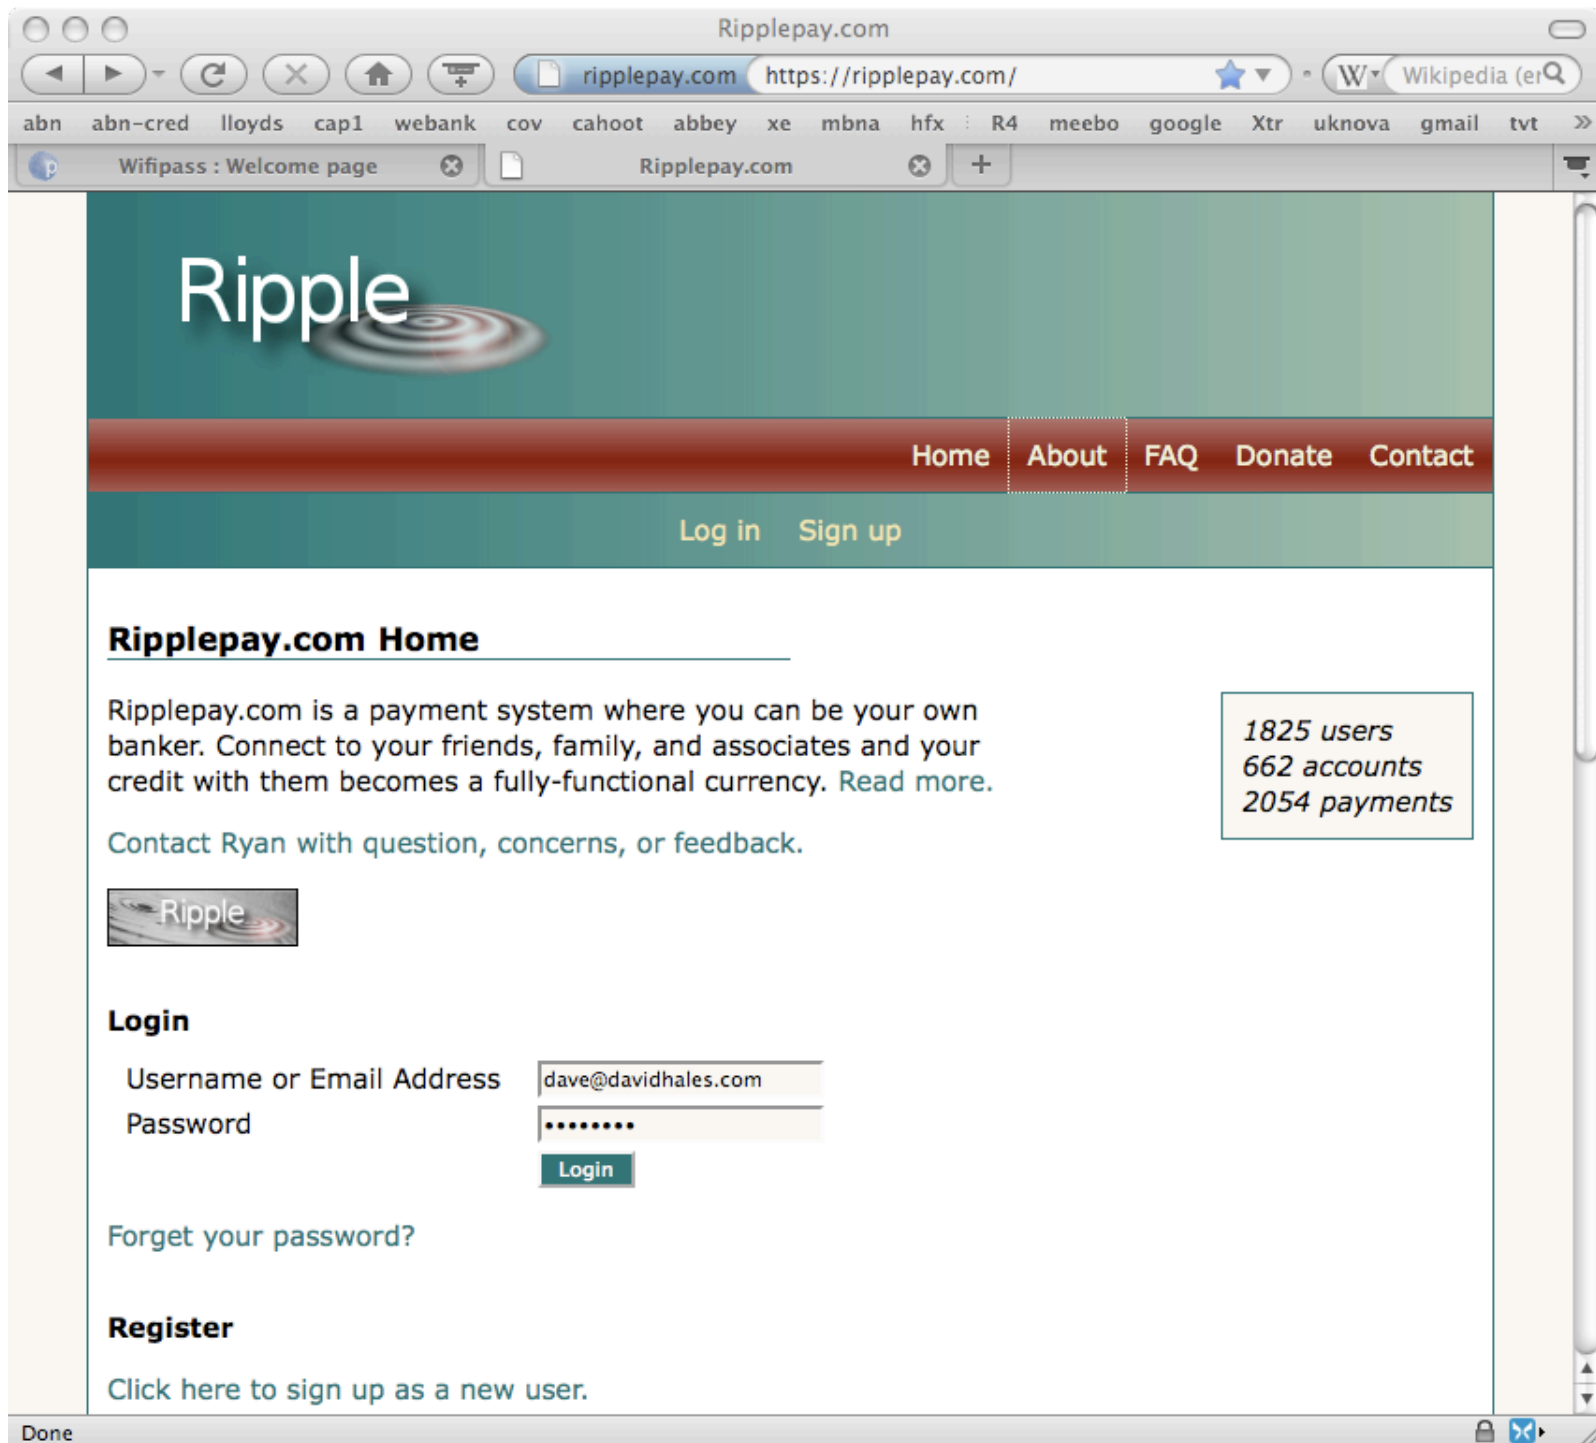 Ripplepay.com
ripplepay.com https://ripplepay.com/ W Wikipedia (er
abn abn-cred lloyds cap1 webank cov cahoot abbey xe mbna hfx R4 meebo google Xtr uknova gmail tvt »
Wifipass : Welcome page Ripplepay.com +
Ripple
Home About FAQ Donate Contact
Log in Sign up
Ripplepay.com Home
Ripplepay.com is a payment system where you can be your own
banker. Connect to your friends, family, and associates and your
credit with them becomes a fully-functional currency. Read more.
1825 users
662 accounts
2054 payments
Contact Ryan with question, concerns, or feedback.
Ripple
Login
Username or Email Address dave@davidhales.com
Password ••••••••
Login
Forget your password?
Register
Click here to sign up as a new user.
Done